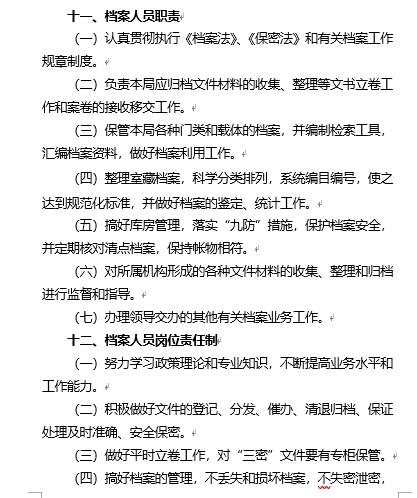 十一、档案人员职责
（一）认真贯彻执行《档案法》、《保密法》和有关档案工作
规章制度。
（二）负责本局应归档文件材料的收集、整理等文书立卷工
作和案卷的接收移交工作。
（三）保管本局各种门类和载体的档案，并编制检索工具，
汇编档案资料，做好档案利用工作。
（四）整理室藏档案，科学分类排列，系统编目编号，使之
达到规范化标准，并做好档案的鉴定、统计工作。
（五）搞好库房管理，落实“九防”措施，保护档案安全，
并定期核对清点档案，保持帐物相符。
（六）对所属机构形成的各种文件材料的收集、整理和归档
进行监督和指导。
（七）办理领导交办的其他有关档案业务工作。
十二、档案人员岗位责任制
（一）努力学习政策理论和专业知识，不断提高业务水平和
工作能力。
（二）积极做好文件的登记、分发、催办、清退归档、保证
处理及时准确、安全保密。
（三）做好平时立卷工作，对“三密”文件要有专柜保管。
（四）搞好档案的管理，不丢失和损坏档案，不失密泄密，